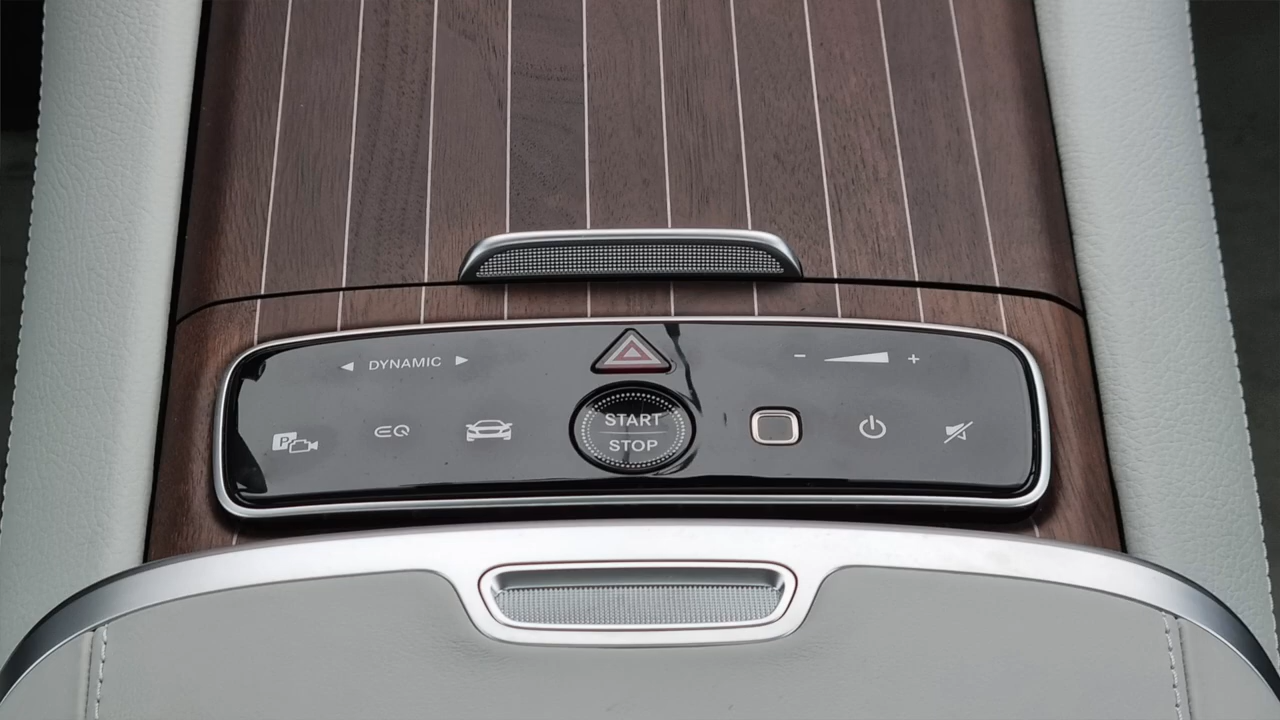 DYNAMIC
− +
P
EQ
START
STOP